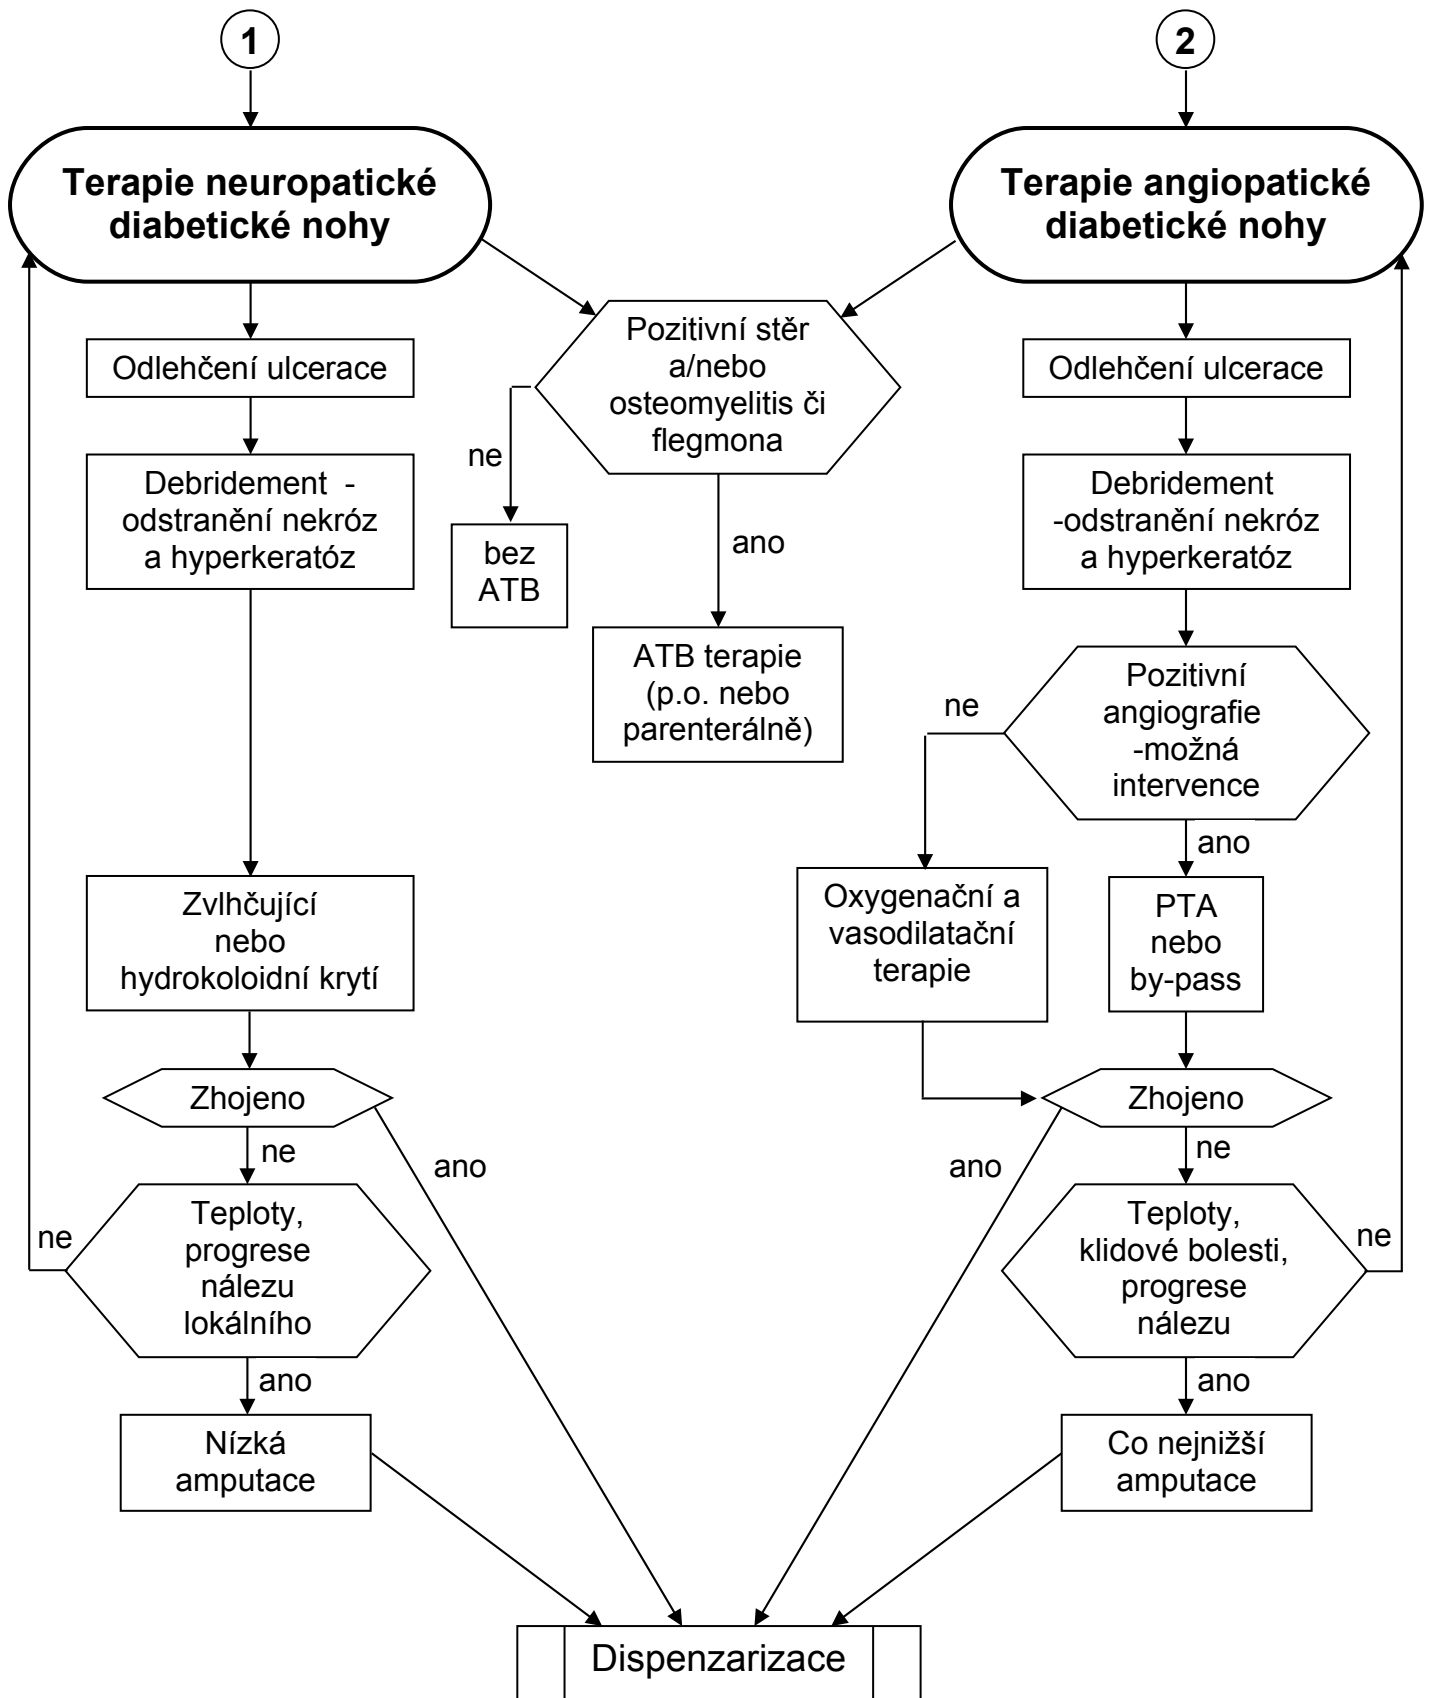 1
2
Terapie neuropatické
diabetické nohy
Terapie angiopatické
diabetické nohy
Odlehčení ulcerace
Pozitivní stěr
a/nebo
osteomyelitis či
flegmona
Odlehčení ulcerace
ne
Debridement -
odstranění nekróz
a hyperkeratóz
bez
ATB
ano
Debridement
-odstranění nekróz
a hyperkeratóz
ATB terapie
(p.o. nebo
parenterálně)
ne
Pozitivní
angiografie
-možná
intervence
ano
Zvlhčující
nebo
hydrokoloidní krytí
Oxygenační a
vasodilatační
terapie
PTA
nebo
by-pass
Zhojeno
Zhojeno
ne
ano
ano
ne
ne
Teploty,
progrese
nálezu
lokálního
Teploty,
klidové bolesti,
progrese
nálezu
ne
ano
ano
Nízká
amputace
Co nejnižší
amputace
Dispenzarizace